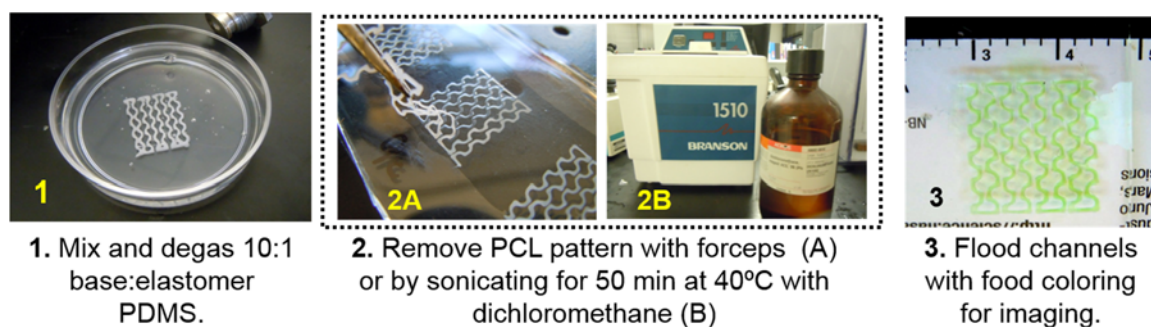 1
2A
1510
BRANSON
2B
3
4
5
NB-
3
1. Mix and degas 10:1
base:elastomer
PDMS.
2. Remove PCL pattern with forceps (A)
or by sonicating for 50 min at 40ºC with
dichloromethane (B)
3. Flood channels
with food coloring
for imaging.